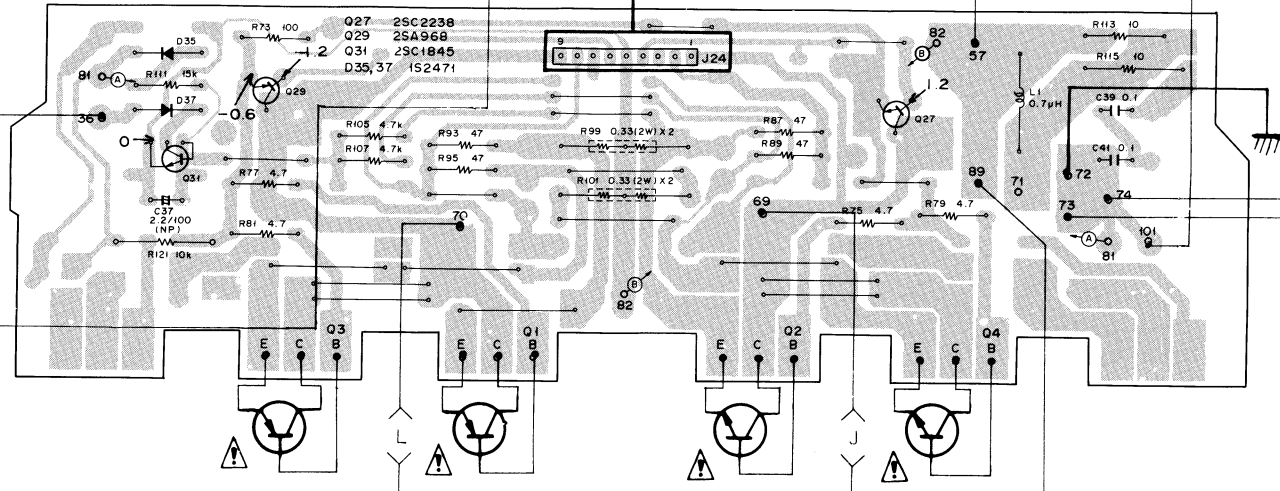 Q27 2SC2238
Q29 2SA968
Q31 2SC1845
D35,37 1S2471
R73 100
-1.2
D35
81
A
R111 15k
Q29
D37
-0.6
36
0
Q31
R105 4.7k
R107 4.7k
R93 47
R95 47
R77 4.7
C37
2.2/100
(NP)
R81 4.7
R121 10k
70
9 1
J24
R99 0.33(2W)X2
R101 0.33(2W)X2
R87 47
R89 47
69
R75 4.7
R79 4.7
B
82
82
B
57
1.2
Q27
R113 10
R115 10
L1
0.7μH
C39 0.1
C41 0.1
89
71
72
74
73
A
81
101
Q3
E C B
Q1
E C B
Q2
E C B
Q4
E C B
L
J
! ! ! !